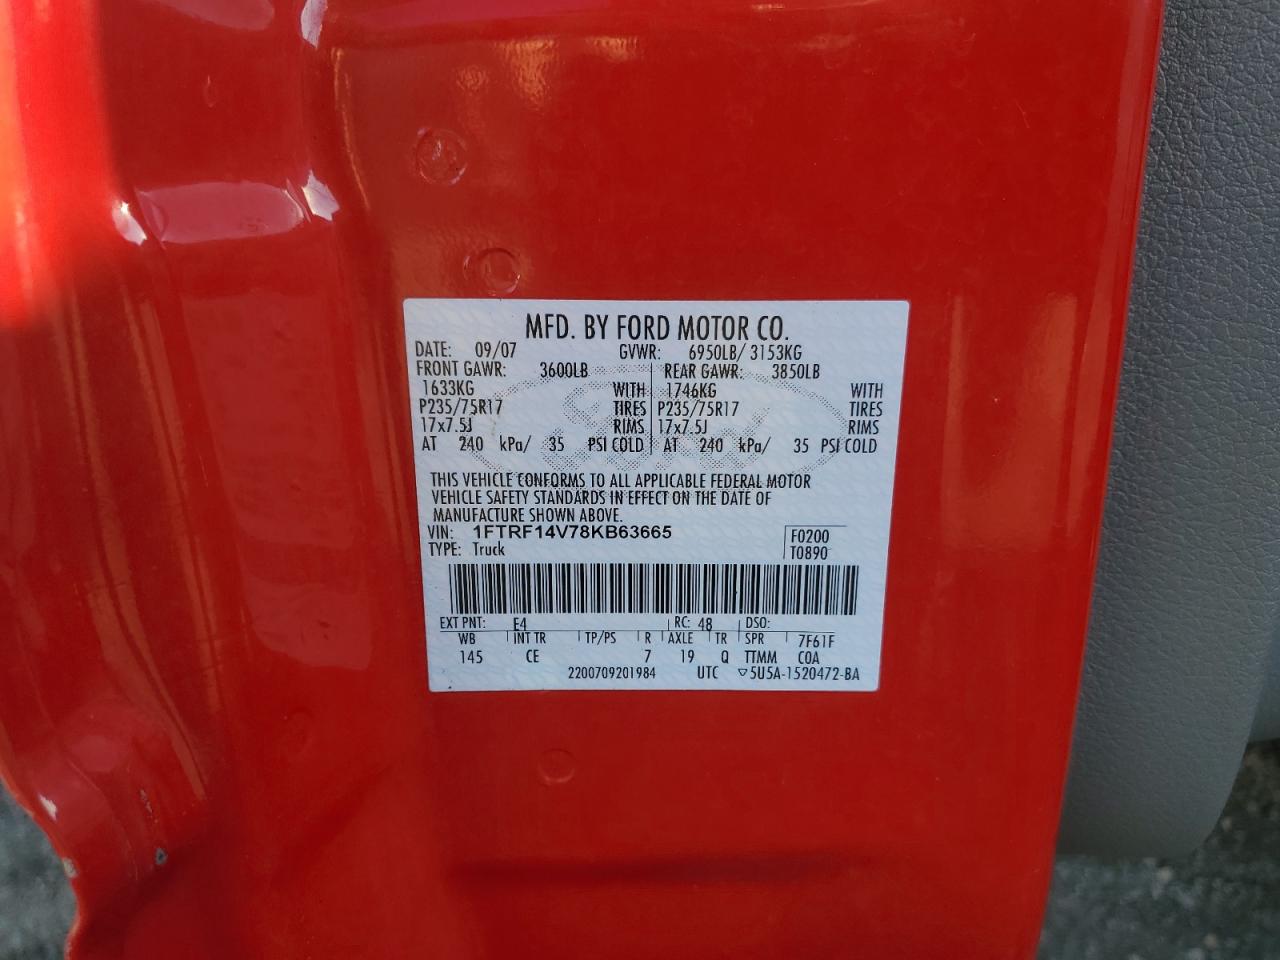 MFD. BY FORD MOTOR CO.
DATE: 09/07 GVWR: 6950LB/ 3153KG
FRONT GAWR: 3600LB REAR GAWR: 3850LB
1633KG WITH 1746KG WITH
P235/75R17 TIRES P235/75R17 TIRES
17x7.5J RIMS 17x7.5J RIMS
AT 240 kPa/ 35 PSI COLD AT 240 kPa/ 35 PSI COLD
THIS VEHICLE CONFORMS TO ALL APPLICABLE FEDERAL MOTOR
VEHICLE SAFETY STANDARDS IN EFFECT ON THE DATE OF
MANUFACTURE SHOWN ABOVE.
VIN: 1FTRF14V78KB63665 F0200
TYPE: Truck T0890
EXT PNT: E4 RC: 48 DSO:
WB INT TR TP/PS R AXLE TR SPR 7F61F
145 CE 7 19 Q TTMM COA
2200709201984 UTC ▽5U5A-1520472-BA